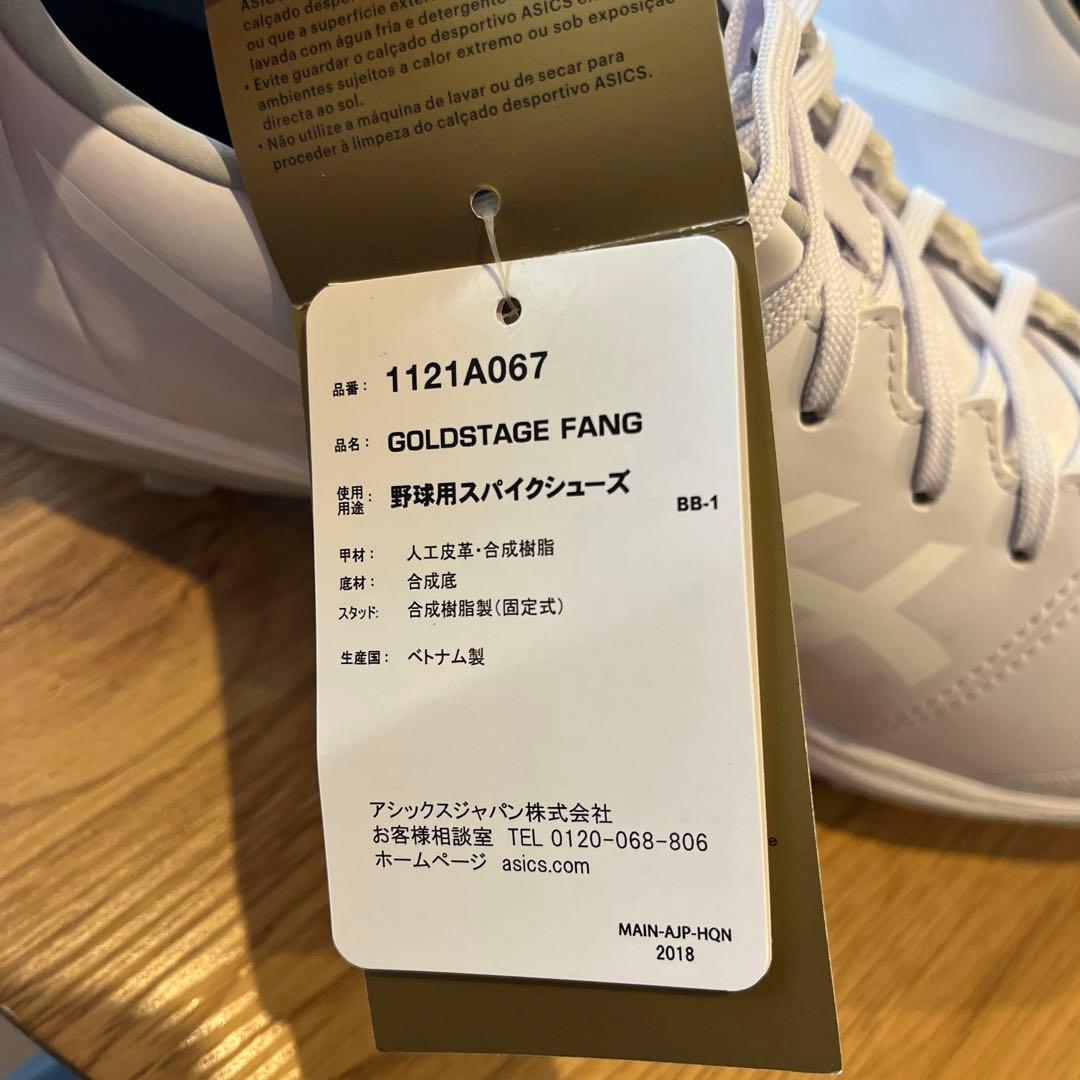 calçado despor
ou que a superfície exter
lavada com água fria e detergente
• Evite guardar o calçado desportivo ASICS e
ambientes sujeitos a calor extremo ou sob exposição
directa ao sol.
• Não utilize a máquina de lavar ou de secar para
proceder à limpeza do calçado desportivo ASICS.
品番： 1121A067
品名： GOLDSTAGE FANG
使用用途： 野球用スパイクシューズ
BB-1
甲材： 人工皮革・合成樹脂
底材： 合成底
スタッド： 合成樹脂製（固定式）
生産国： ベトナム製
アシックスジャパン株式会社
お客様相談室 TEL 0120-068-806
ホームページ asics.com
MAIN-AJP-HQN
2018